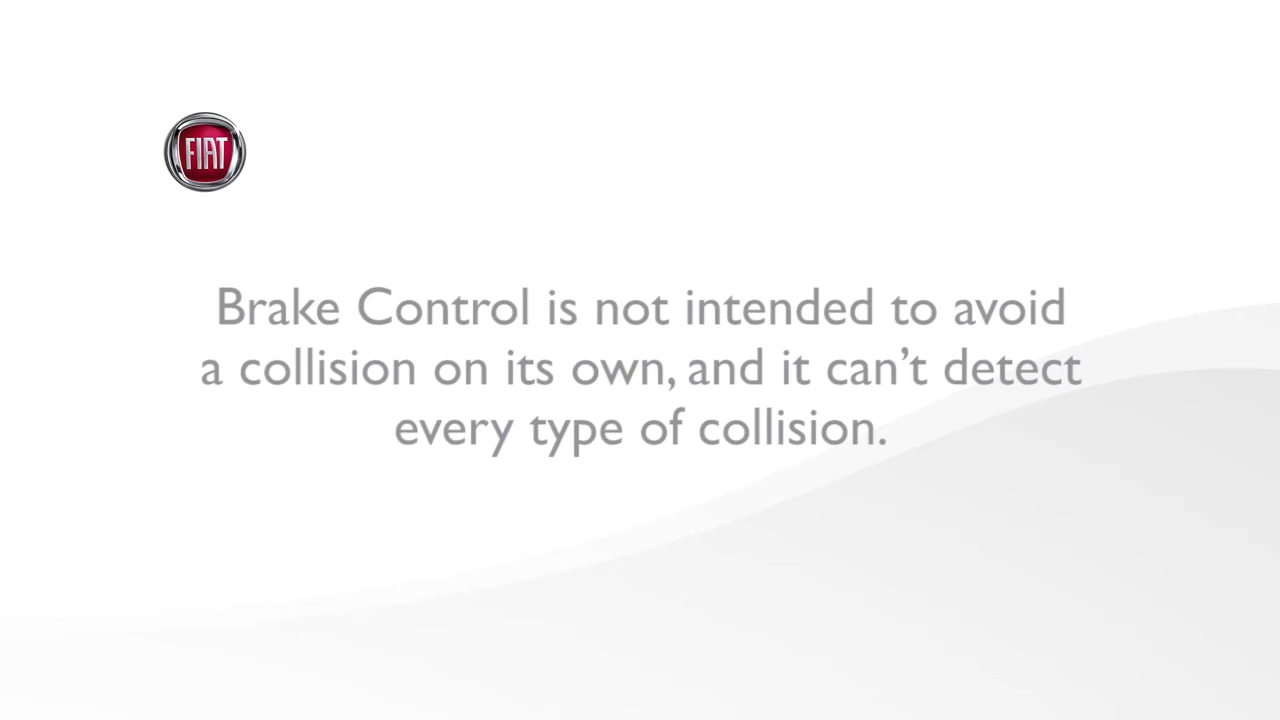 FIAT
Brake Control is not intended to avoid
a collision on its own, and it can’t detect
every type of collision.